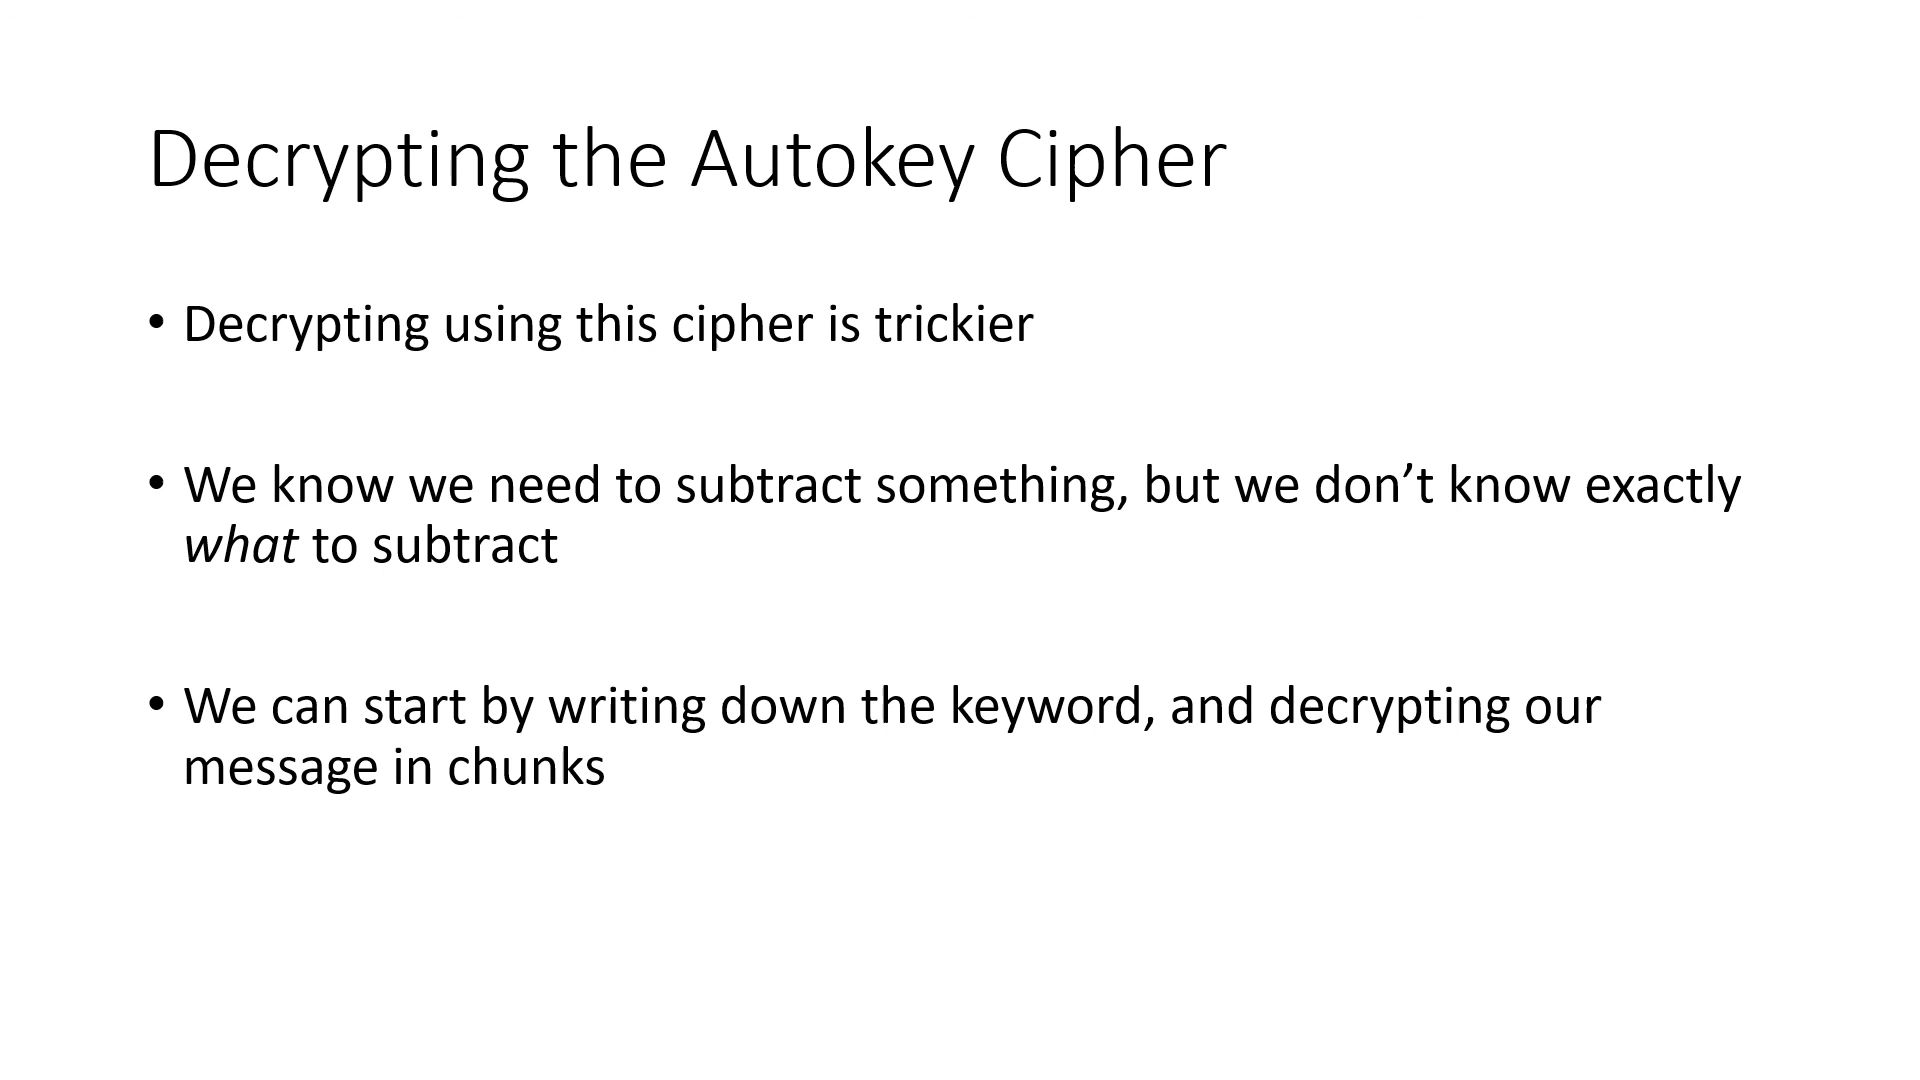 Decrypting the Autokey Cipher
• Decrypting using this cipher is trickier
• We know we need to subtract something, but we don’t know exactly
what to subtract
• We can start by writing down the keyword, and decrypting our
message in chunks